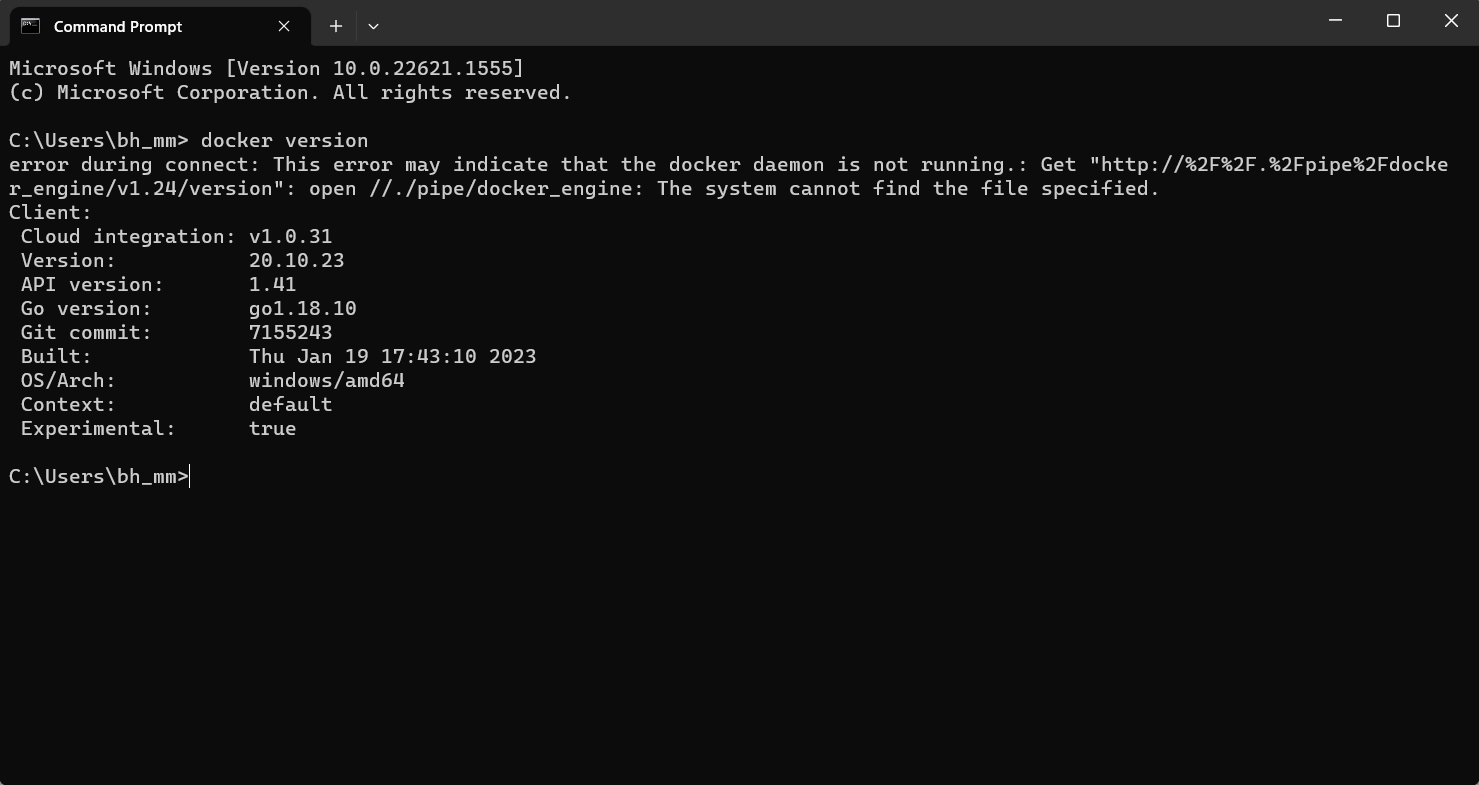 Command Prompt
Microsoft Windows [Version 10.0.22621.1555]
(c) Microsoft Corporation. All rights reserved.
C:\Users\bh_mm> docker version
error during connect: This error may indicate that the docker daemon is not running.: Get "http://%2F%2F.%2Fpipe%2Fdocke
r_engine/v1.24/version": open //./pipe/docker_engine: The system cannot find the file specified.
Client:
 Cloud integration: v1.0.31
 Version:           20.10.23
 API version:       1.41
 Go version:        go1.18.10
 Git commit:        7155243
 Built:             Thu Jan 19 17:43:10 2023
 OS/Arch:           windows/amd64
 Context:           default
 Experimental:      true
C:\Users\bh_mm>